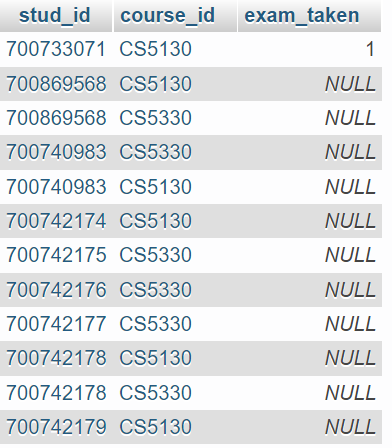 stud_id course_id exam_taken
700733071 CS5130 1
700869568 CS5130 NULL
700869568 CS5330 NULL
700740983 CS5330 NULL
700740983 CS5130 NULL
700742174 CS5130 NULL
700742175 CS5330 NULL
700742176 CS5330 NULL
700742177 CS5330 NULL
700742178 CS5130 NULL
700742178 CS5330 NULL
700742179 CS5130 NULL